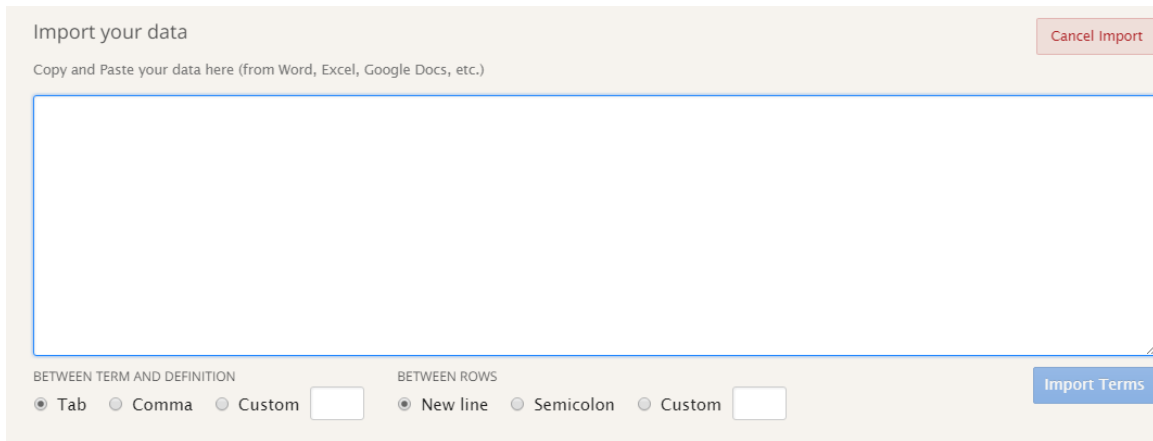 Import your data
Cancel Import
Copy and Paste your data here (from Word, Excel, Google Docs, etc.)
BETWEEN TERM AND DEFINITION
BETWEEN ROWS
Import Terms
Tab Comma Custom
New line Semicolon Custom